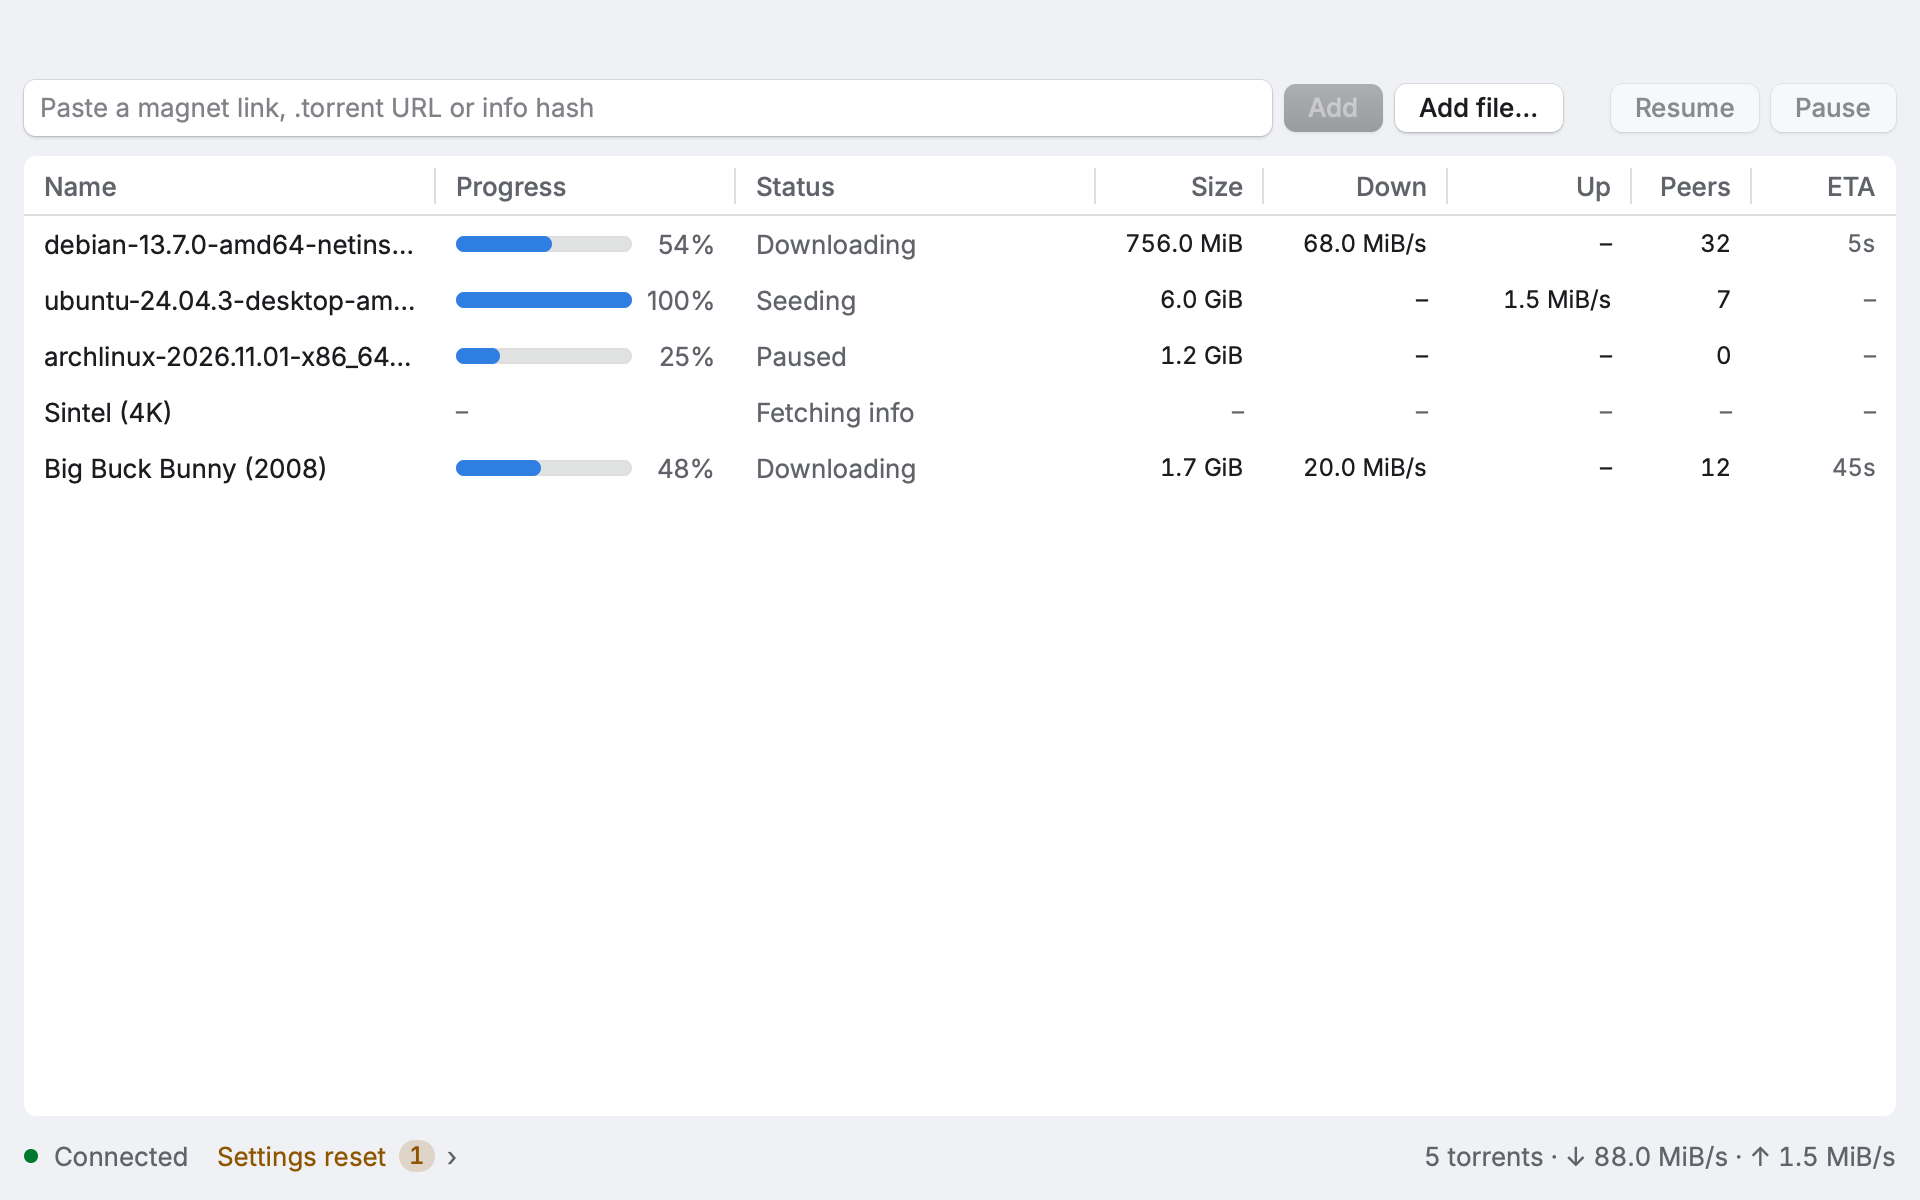 Paste a magnet link, .torrent URL or info hash Add Add file... Resume Pause
Name Progress Status Size Down Up Peers ETA
debian-13.7.0-amd64-netins... 54% Downloading 756.0 MiB 68.0 MiB/s – 32 5s
ubuntu-24.04.3-desktop-am... 100% Seeding 6.0 GiB – 1.5 MiB/s 7 –
archlinux-2026.11.01-x86_64... 25% Paused 1.2 GiB – – 0 –
Sintel (4K) – Fetching info – – – – –
Big Buck Bunny (2008) 48% Downloading 1.7 GiB 20.0 MiB/s – 12 45s
Connected Settings reset 1 › 5 torrents · ↓ 88.0 MiB/s · ↑ 1.5 MiB/s